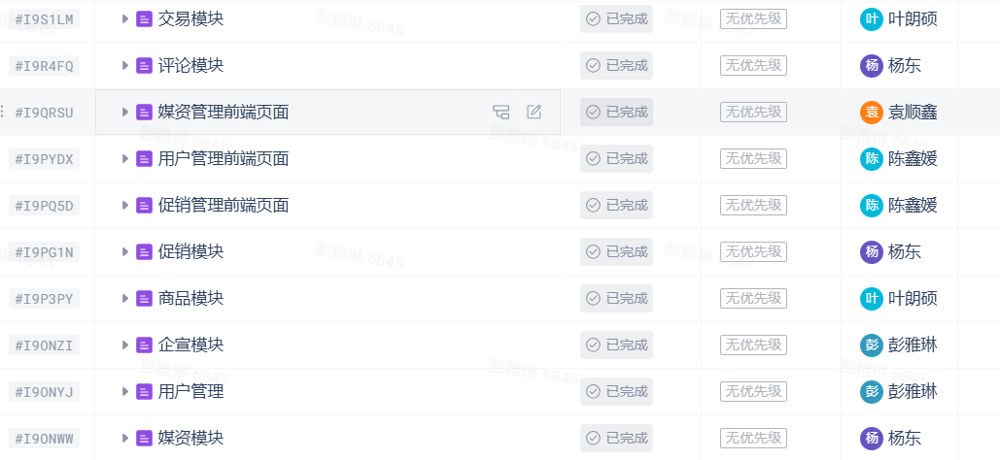 #I9S1LM 交易模块 已完成 无优先级 叶 叶朗硕
#I9R4FQ 评论模块 已完成 无优先级 杨 杨东
#I9QRSU 媒资管理前端页面 已完成 无优先级 袁 袁顺鑫
#I9PYDX 用户管理前端页面 已完成 无优先级 陈 陈鑫媛
#I9PQ5D 促销管理前端页面 已完成 无优先级 陈 陈鑫媛
#I9PG1N 促销模块 已完成 无优先级 杨 杨东
#I9P3PY 商品模块 已完成 无优先级 叶 叶朗硕
#I9ONZI 企宣模块 已完成 无优先级 彭 彭雅琳
#I9ONYJ 用户管理 已完成 无优先级 彭 彭雅琳
#I9ONWW 媒资模块 已完成 无优先级 杨 杨东
彭雅琳 6845